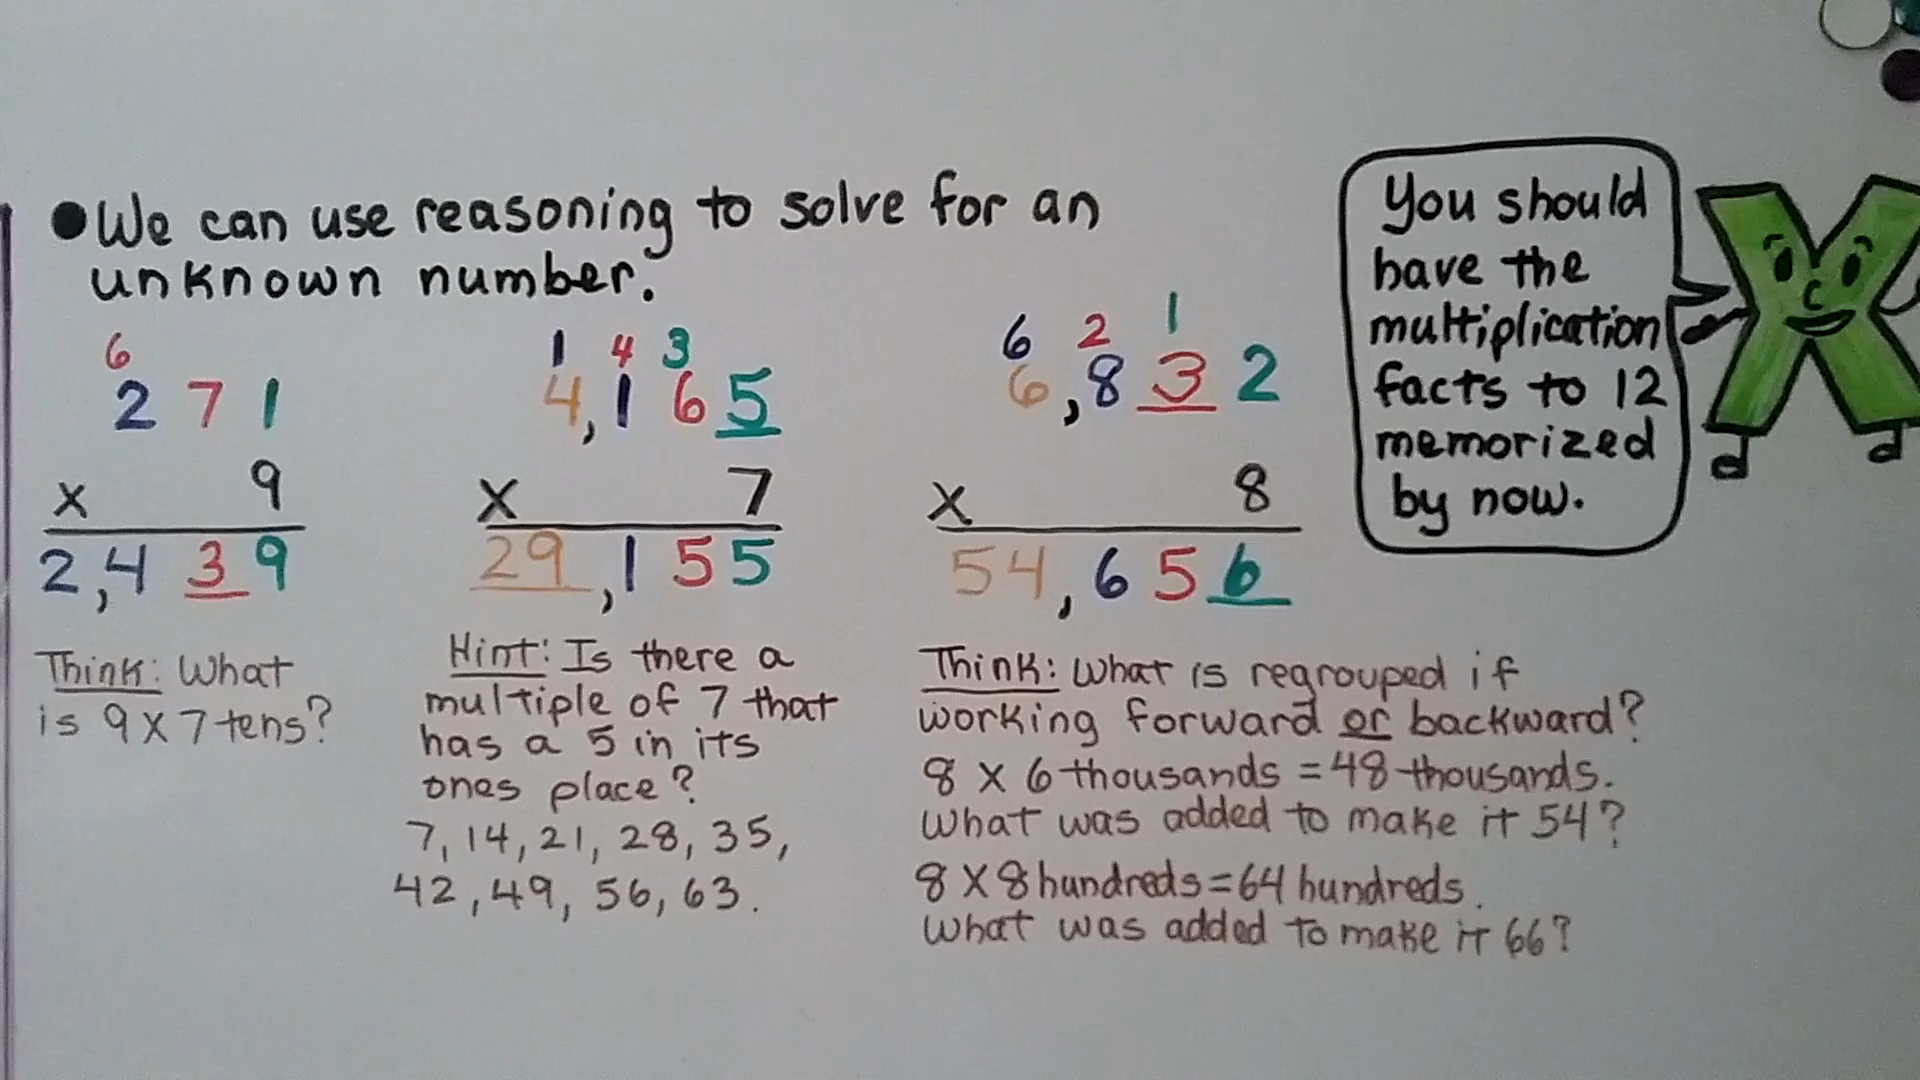 ●We can use reasoning to solve for an
unknown number.
6
2 7 1
x 9
2,4 3 9
Think: What
is 9 x 7 tens?
1 4 3
4,1 6 5
x 7
29,1 5 5
Hint: Is there a
multiple of 7 that
has a 5 in its
ones place?
7, 14, 21, 28, 35,
42, 49, 56, 63.
6 2 1
6,8 3 2
x 8
54,6 5 6
Think: What is regrouped if
working forward or backward?
8 x 6 thousands = 48 thousands.
What was added to make it 54?
8 x 8 hundreds = 64 hundreds.
What was added to make it 66?
You should
have the
multiplication
facts to 12
memorized
by now.